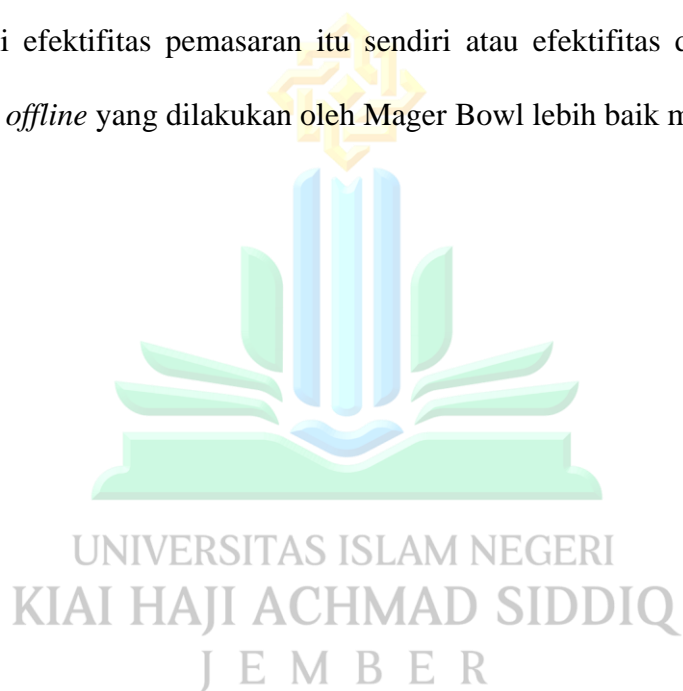 efektifitas pemasaran itu sendiri atau efektifitas
offline yang dilakukan oleh Mager Bowl lebih baik
UNIVERSITAS ISLAM NEGERI
KIAI HAJI ACHMAD SIDDIQ
JEMBER